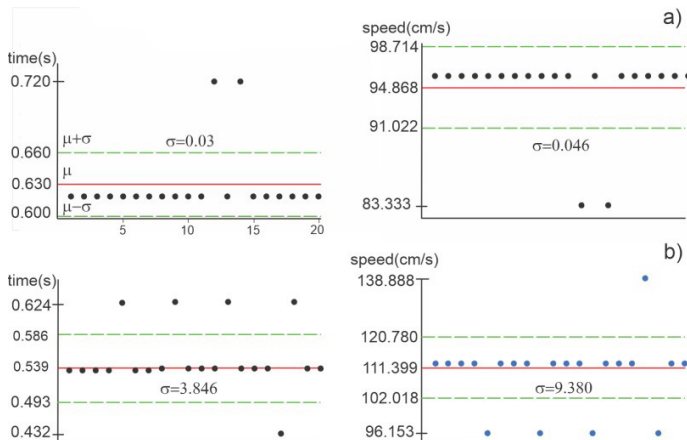 a)
time(s)
0.720
0.660
0.630
0.600
μ+σ
μ
μ−σ
σ=0.03
5
10
15
20
speed(cm/s)
98.714
94.868
91.022
83.333
σ=0.046
b)
time(s)
0.624
0.586
0.539
0.493
0.432
σ=3.846
speed(cm/s)
138.888
120.780
111.399
102.018
96.153
σ=9.380